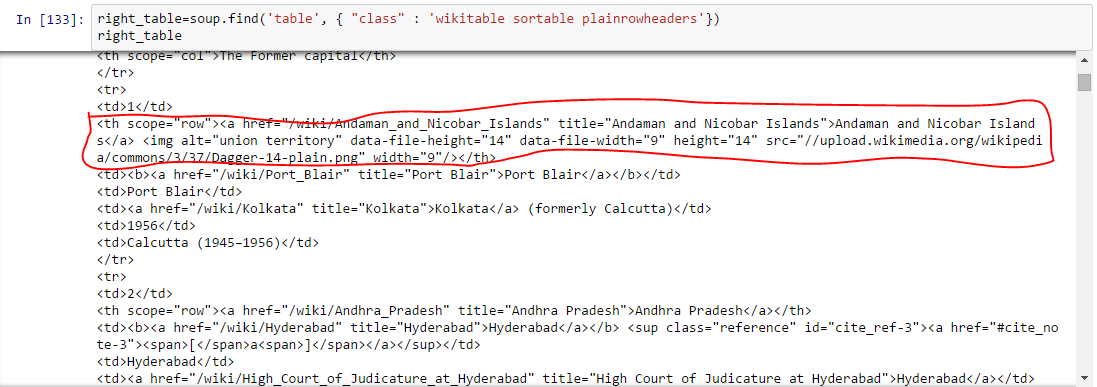 In [133]: right_table=soup.find('table', { "class" : 'wikitable sortable plainrowheaders'})
right_table
<th scope="col">The Former capital</th>
</tr>
<tr>
<td>1</td>
<th scope="row"><a href="/wiki/Andaman_and_Nicobar_Islands" title="Andaman and Nicobar Islands">Andaman and Nicobar Island
s</a> <img alt="union territory" data-file-height="14" data-file-width="9" height="14" src="//upload.wikimedia.org/wikipedi
a/commons/3/37/Dagger-14-plain.png" width="9"/></th>
<td><b><a href="/wiki/Port_Blair" title="Port Blair">Port Blair</a></b></td>
<td>Port Blair</td>
<td><a href="/wiki/Kolkata" title="Kolkata">Kolkata</a> (formerly Calcutta)</td>
<td>1956</td>
<td>Calcutta (1945–1956)</td>
</tr>
<tr>
<td>2</td>
<th scope="row"><a href="/wiki/Andhra_Pradesh" title="Andhra Pradesh">Andhra Pradesh</a></th>
<td><b><a href="/wiki/Hyderabad" title="Hyderabad">Hyderabad</a></b> <sup class="reference" id="cite_ref-3"><a href="#cite_no
te-3"><span>[</span>a<span>]</span></a></sup></td>
<td>Hyderabad</td>
<td><a href="/wiki/High_Court_of_Judicature_at_Hyderabad" title="High Court of Judicature at Hyderabad">Hyderabad</a></td>